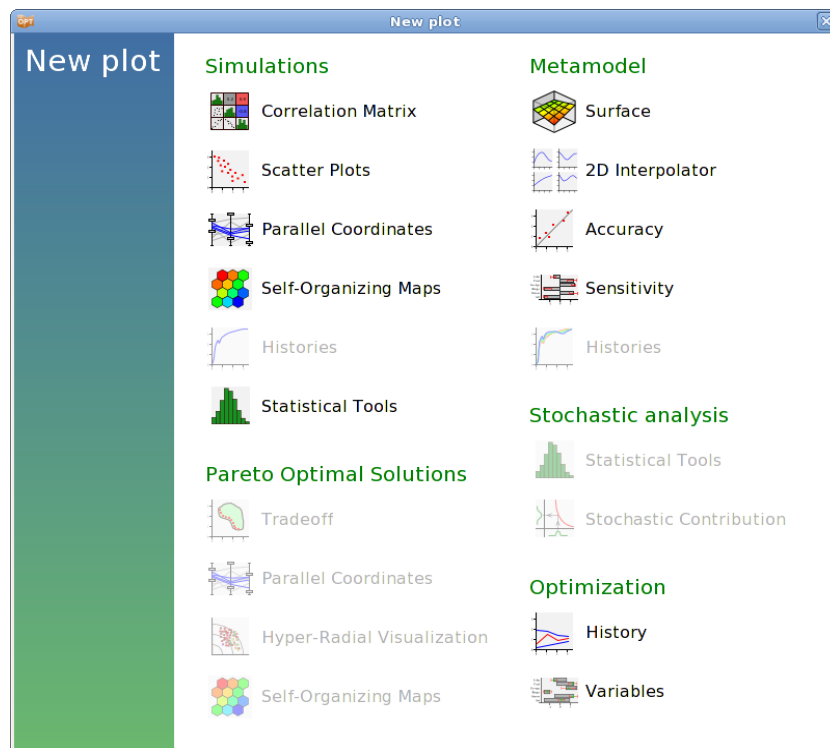 OPT
New plot
New plot
Simulations
Correlation Matrix
Scatter Plots
Parallel Coordinates
Self-Organizing Maps
Histories
Statistical Tools
Pareto Optimal Solutions
Tradeoff
Parallel Coordinates
Hyper-Radial Visualization
Self-Organizing Maps
Metamodel
Surface
2D Interpolator
Accuracy
Sensitivity
Histories
Stochastic analysis
Statistical Tools
Stochastic Contribution
Optimization
History
Variables